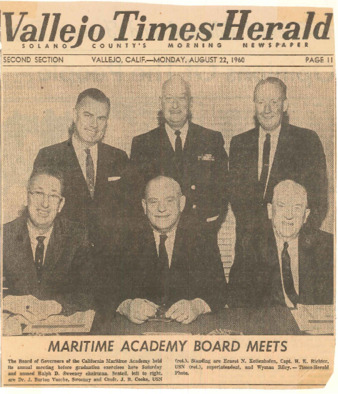 Vallejo Times-Herald
SOLANO COUNTY'S MORNING NEWSPAPER
SECOND SECTION VALLEJO, CALIF.—MONDAY, AUGUST 22, 1960 PAGE 11
MARITIME ACADEMY BOARD MEETS
The Board of Governors of the California Maritime Academy held
its annual meeting before graduation exercises here Saturday
and named Ralph D. Sweeney chairman. Seated, left to right,
are Dr. J. Burton Vasche, Sweeney and Comdr. J. R. Cooke, USN
(ret.). Standing are Ernest N. Kettenhofen, Capt. H. E. Richter,
USN (ret.), superintendent, and Wyman Riley.—Times-Herald
Photo.